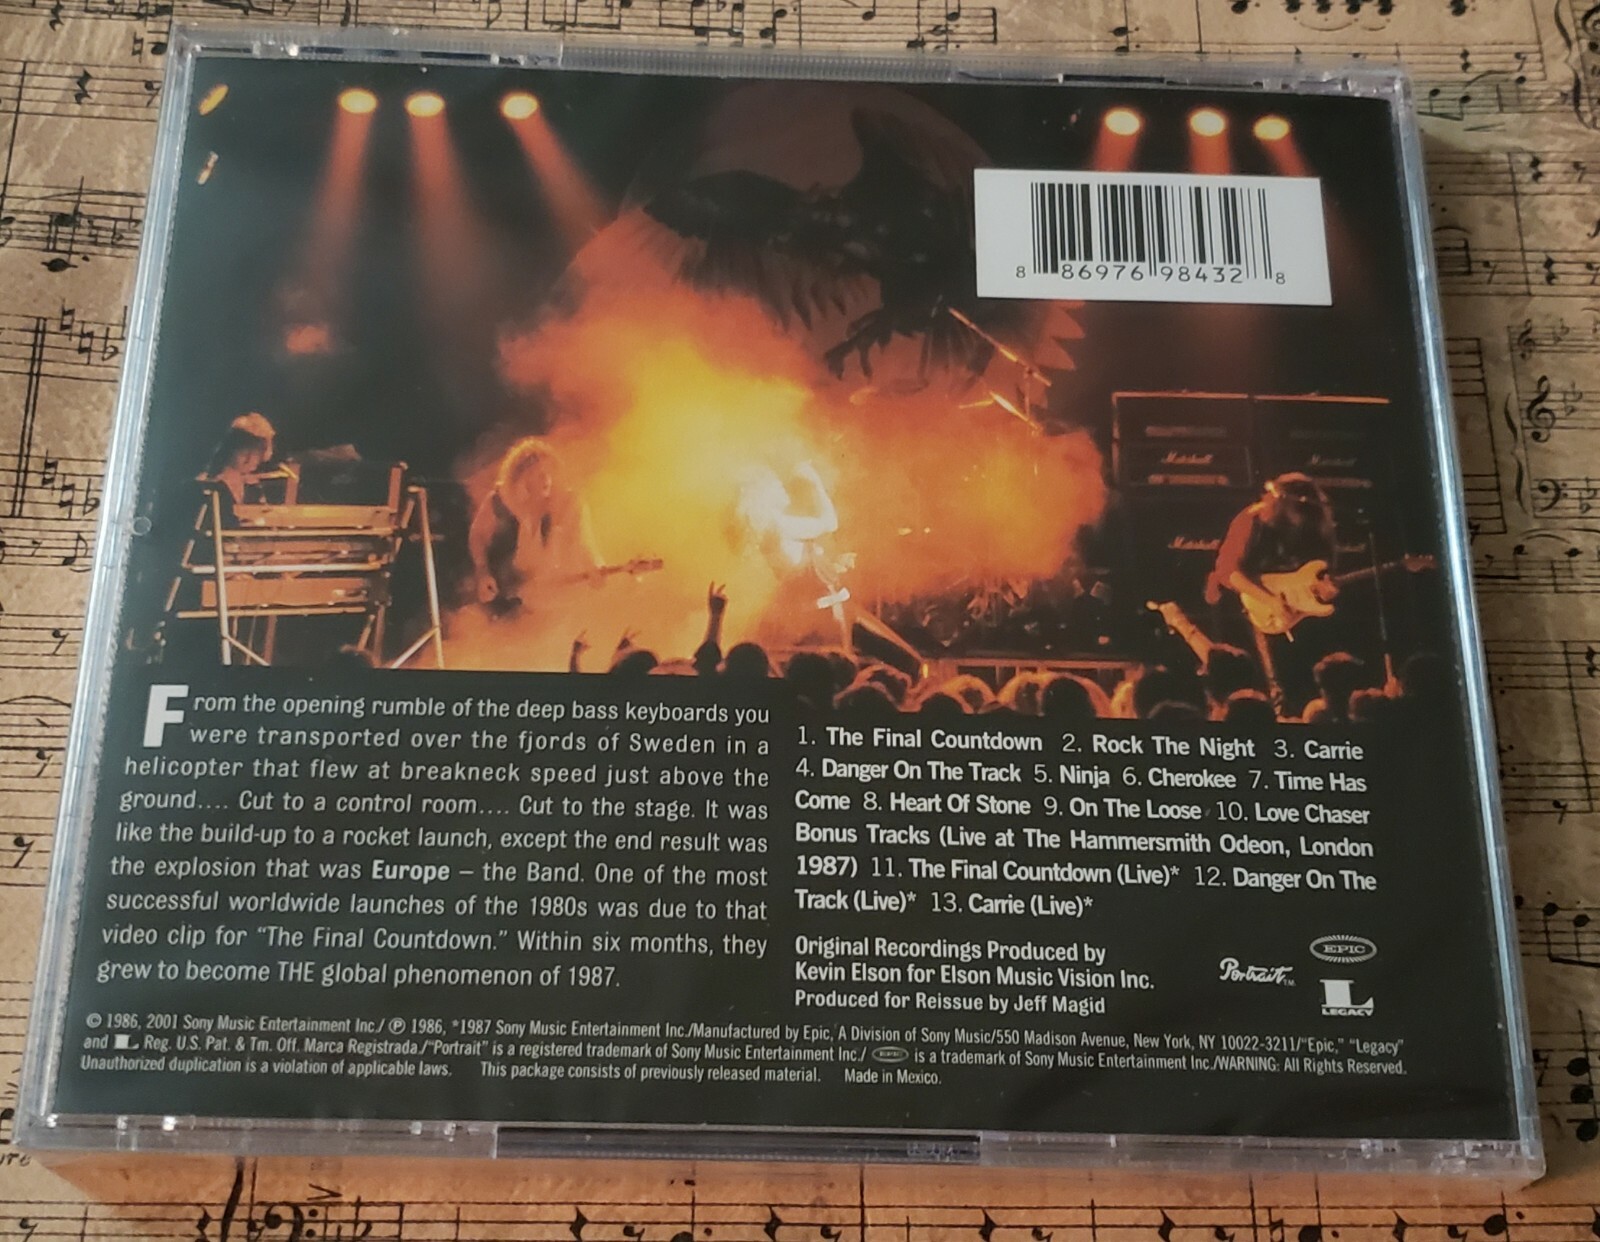 8 86976 98432 8
Marshall
Marshall
Marshall
From the opening rumble of the deep bass keyboards you
were transported over the fjords of Sweden in a
helicopter that flew at breakneck speed just above the
ground.... Cut to a control room.... Cut to the stage. It was
like the build-up to a rocket launch, except the end result was
the explosion that was Europe – the Band. One of the most
successful worldwide launches of the 1980s was due to that
video clip for “The Final Countdown.” Within six months, they
grew to become THE global phenomenon of 1987.
1. The Final Countdown 2. Rock The Night 3. Carrie
4. Danger On The Track 5. Ninja 6. Cherokee 7. Time Has
Come 8. Heart Of Stone 9. On The Loose 10. Love Chaser
Bonus Tracks (Live at The Hammersmith Odeon, London
1987) 11. The Final Countdown (Live)* 12. Danger On The
Track (Live)* 13. Carrie (Live)*
Original Recordings Produced by
Kevin Elson for Elson Music Vision Inc.
Produced for Reissue by Jeff Magid
Portrait TM
EPIC
L
LEGACY
© 1986, 2001 Sony Music Entertainment Inc./ ℗ 1986, *1987 Sony Music Entertainment Inc./Manufactured by Epic, A Division of Sony Music/550 Madison Avenue, New York, NY 10022-3211/“Epic,” “Legacy”
and L Reg. U.S. Pat. & Tm. Off. Marca Registrada./“Portrait” is a registered trademark of Sony Music Entertainment Inc./ EPIC is a trademark of Sony Music Entertainment Inc./WARNING: All Rights Reserved.
Unauthorized duplication is a violation of applicable laws. This package consists of previously released material. Made in Mexico.